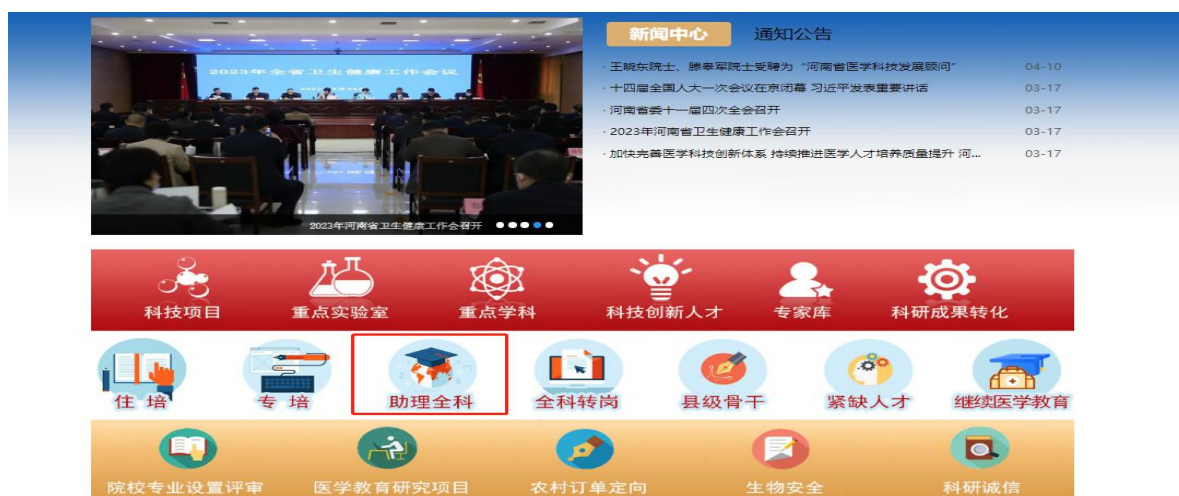 新闻中心
通知公告
2023年全省卫生健康工作会议
· 王晓东院士、滕皋军院士受聘为“河南省医学科技发展顾问” 04-10
· 十四届全国人大一次会议在京闭幕 习近平发表重要讲话 03-17
· 河南省委十一届四次全会召开 03-17
· 2023年河南省卫生健康工作会召开 03-17
· 加快完善医学科技创新体系 持续推进医学人才培养质量提升 河... 03-17
2023年河南省卫生健康工作会召开
科技项目
重点实验室
重点学科
科技创新人才
专家库
科研成果转化
住 培
专 培
助理全科
全科转岗
县级骨干
紧缺人才
继续医学教育
院校专业设置评审
医学教育研究项目
农村订单定向
生物安全
科研诚信